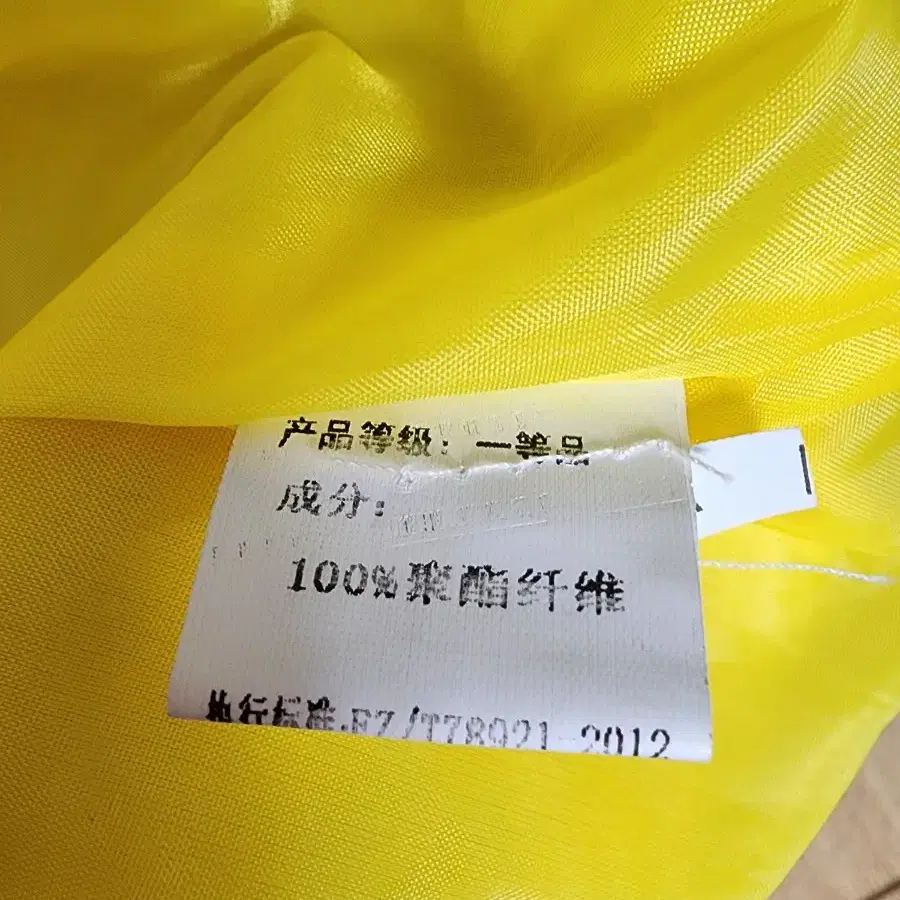 产品等级：一等品
成分：
100%聚酯纤维
执行标准.FZ/T78921-2012